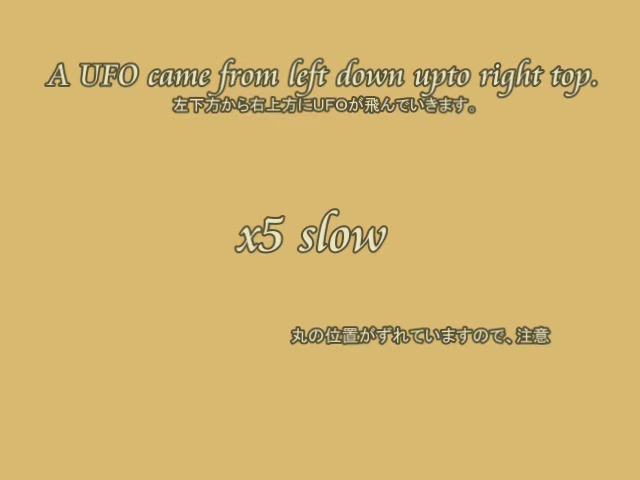 A UFO came from left down upto right top.
左下方から右上方にUFOが飛んでいきます。
x5 slow
丸の位置がずれていますので、注意